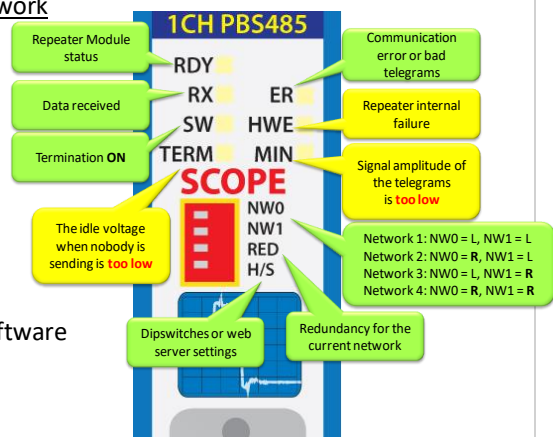 work
1CH PBS485
Repeater Module
status
Communication
error or bad
telegrams
RDY
RX
ER
Data received
Repeater internal
failure
SW
HWE
Termination ON
TERM
MIN
Signal amplitude of
the telegrams
is too low
SCOPE
The idle voltage
when nobody is
sending is too low
NW0
NW1
RED
H/S
Network 1: NW0 = L, NW1 = L
Network 2: NW0 = R, NW1 = L
Network 3: NW0 = L, NW1 = R
Network 4: NW0 = R, NW1 = R
ftware
Dipswitches or web
server settings
Redundancy for the
current network